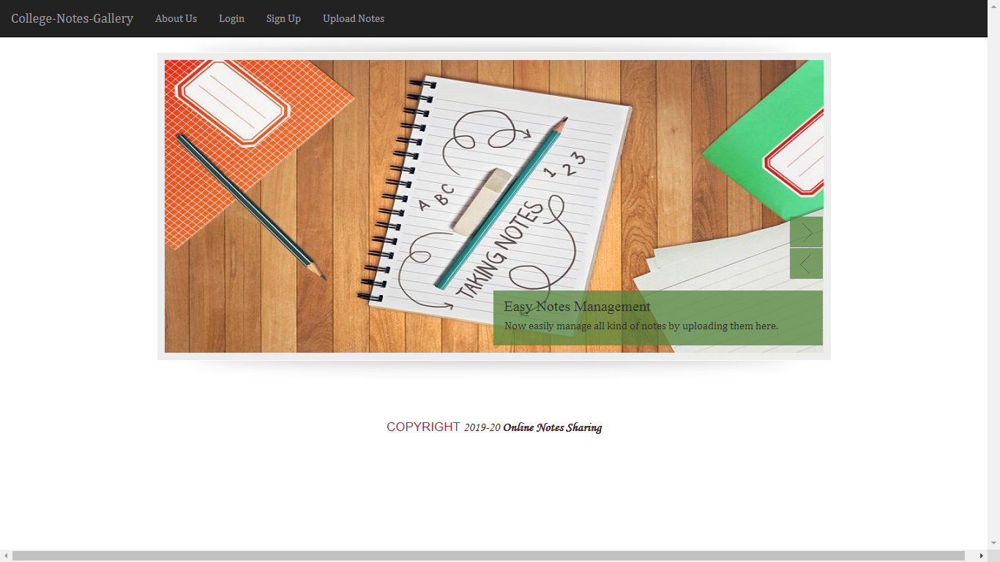 College-Notes-Gallery About Us Login Sign Up Upload Notes
A B C
1 2 3
TAKING NOTES
Easy Notes Management
Now easily manage all kind of notes by uploading them here.
COPYRIGHT 2019-20 Online Notes Sharing